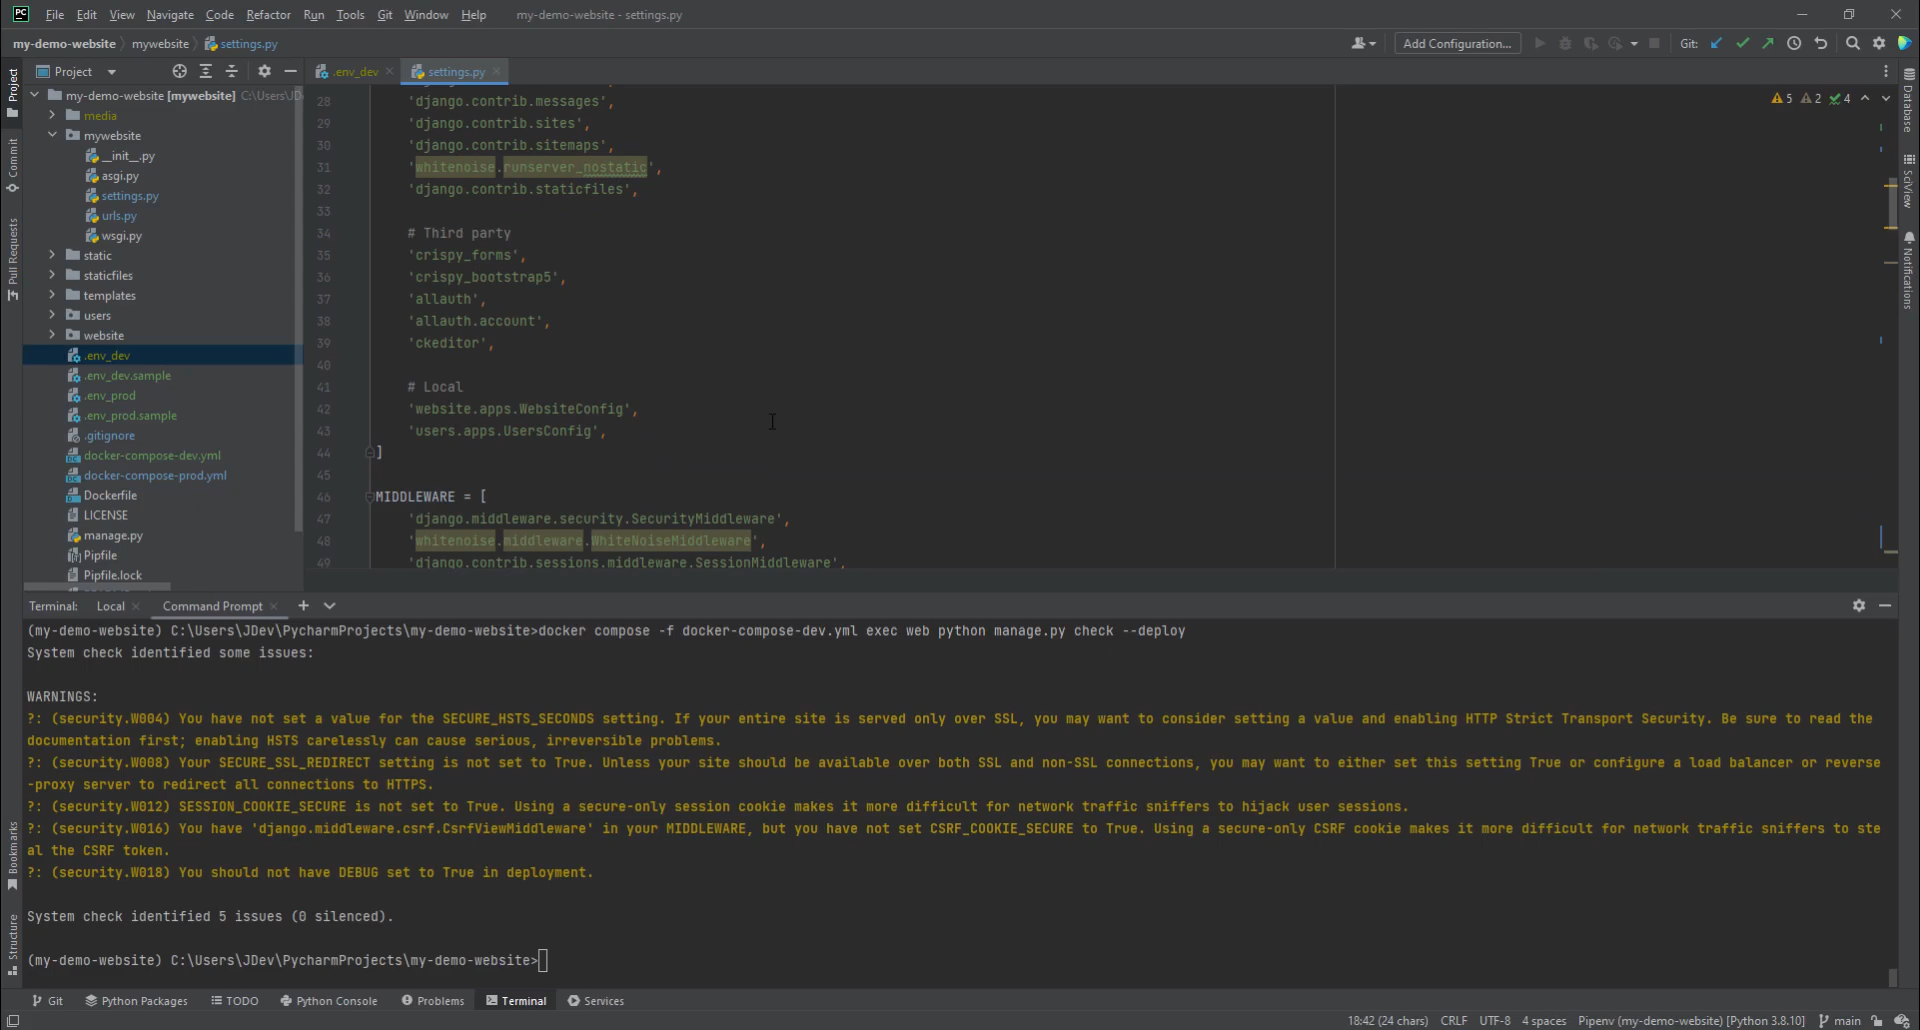 PC File Edit View Navigate Code Refactor Run Tools Git Window Help my-demo-website - settings.py
my-demo-website mywebsite settings.py Add Configuration... Git:
Project
.env_dev settings.py
my-demo-website [mywebsite] C:\Users\JD
media
mywebsite
__init__.py
asgi.py
settings.py
urls.py
wsgi.py
static
staticfiles
templates
users
website
.env_dev
.env_dev.sample
.env_prod
.env_prod.sample
.gitignore
docker-compose-dev.yml
docker-compose-prod.yml
Dockerfile
LICENSE
manage.py
Pipfile
Pipfile.lock
Project
Commit
Pull Requests
Bookmarks
Structure
28 'django.contrib.messages',
29 'django.contrib.sites',
30 'django.contrib.sitemaps',
31 'whitenoise.runserver_nostatic',
32 'django.contrib.staticfiles',
33
34 # Third party
35 'crispy_forms',
36 'crispy_bootstrap5',
37 'allauth',
38 'allauth.account',
39 'ckeditor',
40
41 # Local
42 'website.apps.WebsiteConfig',
43 'users.apps.UsersConfig',
44 ]
45
46 MIDDLEWARE = [
47 'django.middleware.security.SecurityMiddleware',
48 'whitenoise.middleware.WhiteNoiseMiddleware',
49 'django.contrib.sessions.middleware.SessionMiddleware',
5 2 4
Database
SciView
Notifications
Terminal: Local Command Prompt
(my-demo-website) C:\Users\JDev\PycharmProjects\my-demo-website>docker compose -f docker-compose-dev.yml exec web python manage.py check --deploy
System check identified some issues:
WARNINGS:
?: (security.W004) You have not set a value for the SECURE_HSTS_SECONDS setting. If your entire site is served only over SSL, you may want to consider setting a value and enabling HTTP Strict Transport Security. Be sure to read the
documentation first; enabling HSTS carelessly can cause serious, irreversible problems.
?: (security.W008) Your SECURE_SSL_REDIRECT setting is not set to True. Unless your site should be available over both SSL and non-SSL connections, you may want to either set this setting True or configure a load balancer or reverse
-proxy server to redirect all connections to HTTPS.
?: (security.W012) SESSION_COOKIE_SECURE is not set to True. Using a secure-only session cookie makes it more difficult for network traffic sniffers to hijack user sessions.
?: (security.W016) You have 'django.middleware.csrf.CsrfViewMiddleware' in your MIDDLEWARE, but you have not set CSRF_COOKIE_SECURE to True. Using a secure-only CSRF cookie makes it more difficult for network traffic sniffers to ste
al the CSRF token.
?: (security.W018) You should not have DEBUG set to True in deployment.
System check identified 5 issues (0 silenced).
(my-demo-website) C:\Users\JDev\PycharmProjects\my-demo-website>
Git Python Packages TODO Python Console Problems Terminal Services
18:42 (24 chars) CRLF UTF-8 4 spaces Pipenv (my-demo-website) [Python 3.8.10] main